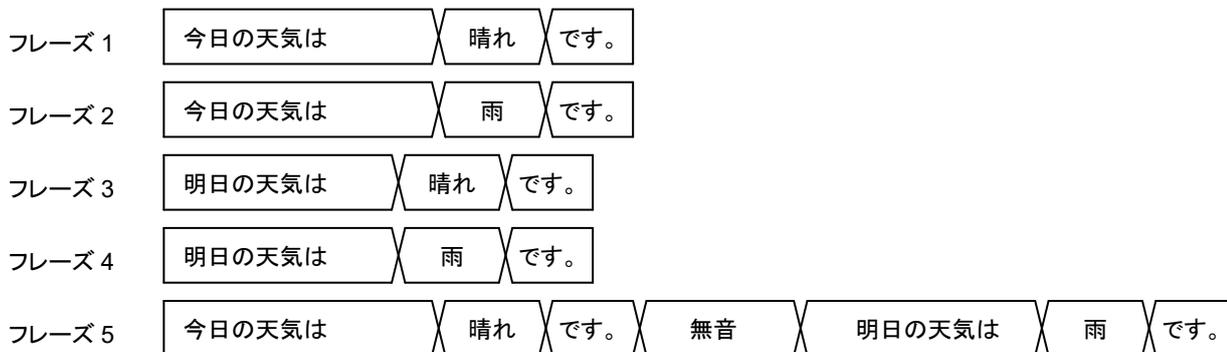 フレーズ 1 今日の天気は 晴れ です。
フレーズ 2 今日の天気は 雨 です。
フレーズ 3 明日の天気は 晴れ です。
フレーズ 4 明日の天気は 雨 です。
フレーズ 5 今日の天気は 晴れ です。 無音 明日の天気は 雨 です。